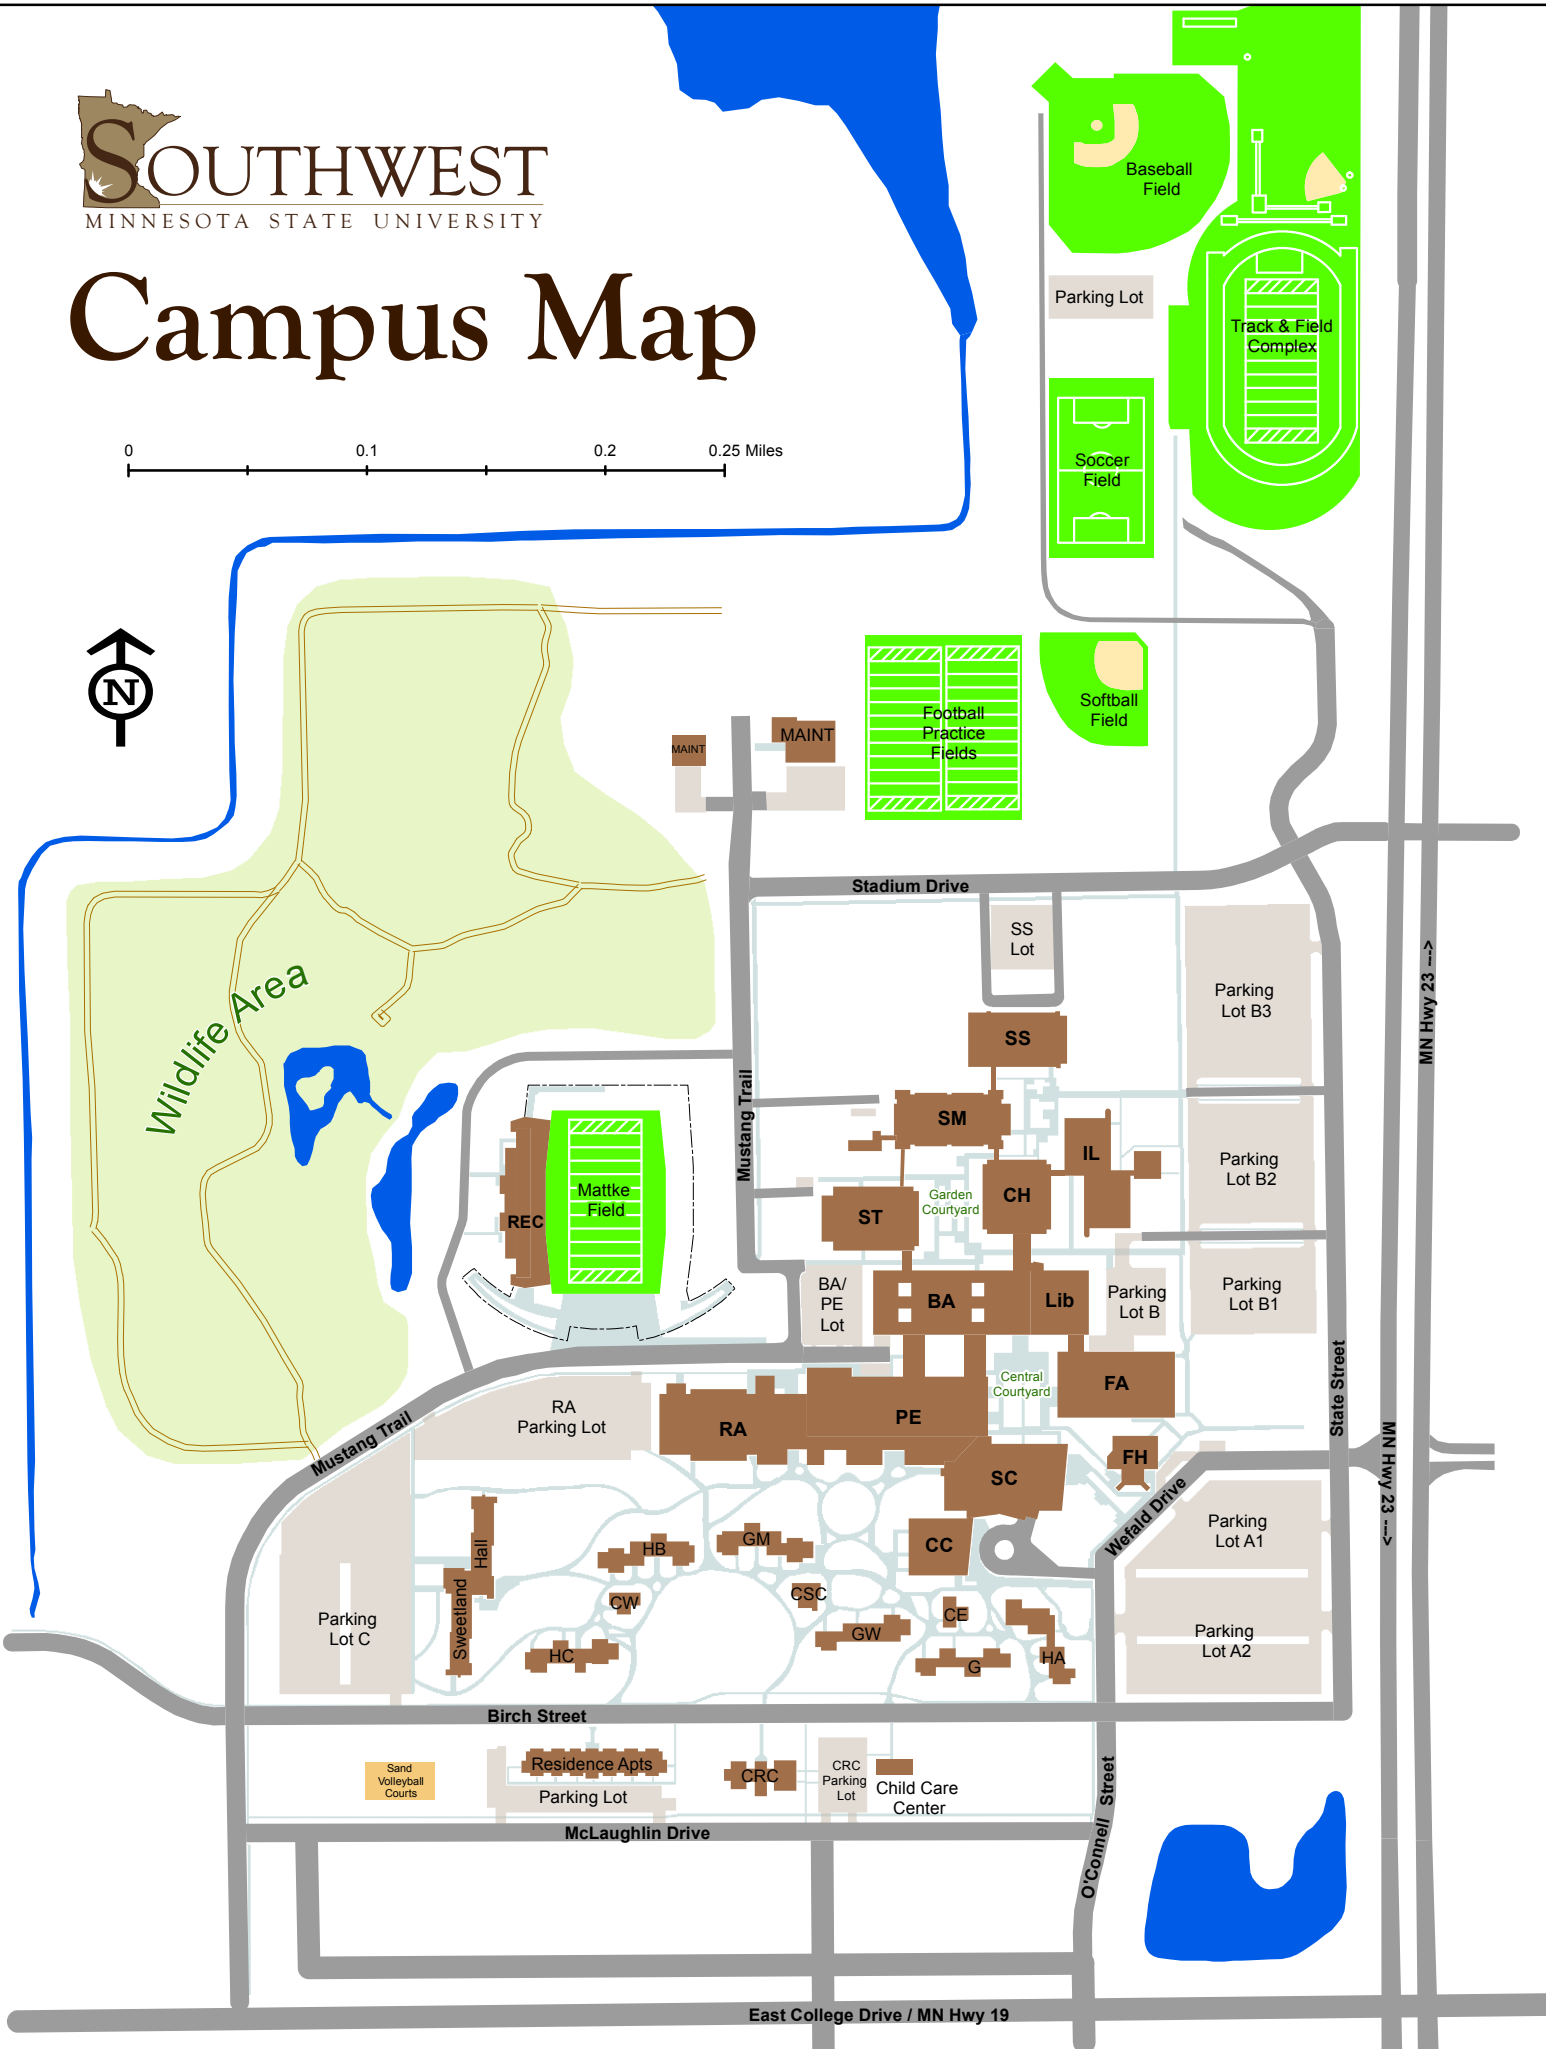 SOUTHWEST
MINNESOTA STATE UNIVERSITY
Campus Map
0 0.1 0.2 0.25 Miles
N
Baseball
Field
Parking Lot
Track & Field
Complex
Soccer
Field
Softball
Field
Football
Practice
Fields
MAINT
MAINT
Stadium Drive
SS
Lot
Parking
Lot B3
MN Hwy 23 --->
Wildlife Area
SS
Mustang Trail
SM
IL
Parking
Lot B2
Mattke
Field
REC
ST
Garden
Courtyard
CH
BA/
PE
Lot
BA
Lib
Parking
Lot B
Parking
Lot B1
State Street
Central
Courtyard
FA
RA
Parking Lot
RA
PE
Mustang Trail
SC
FH
MN Hwy 23 --->
Wefald Drive
Parking
Lot A1
CC
Sweetland Hall
HB
GM
CW
CSC
CE
GW
HC
G
HA
Parking
Lot C
Parking
Lot A2
Birch Street
Sand
Volleyball
Courts
Residence Apts
Parking Lot
CRC
CRC
Parking
Lot
Child Care
Center
McLaughlin Drive
O'Connell Street
East College Drive / MN Hwy 19